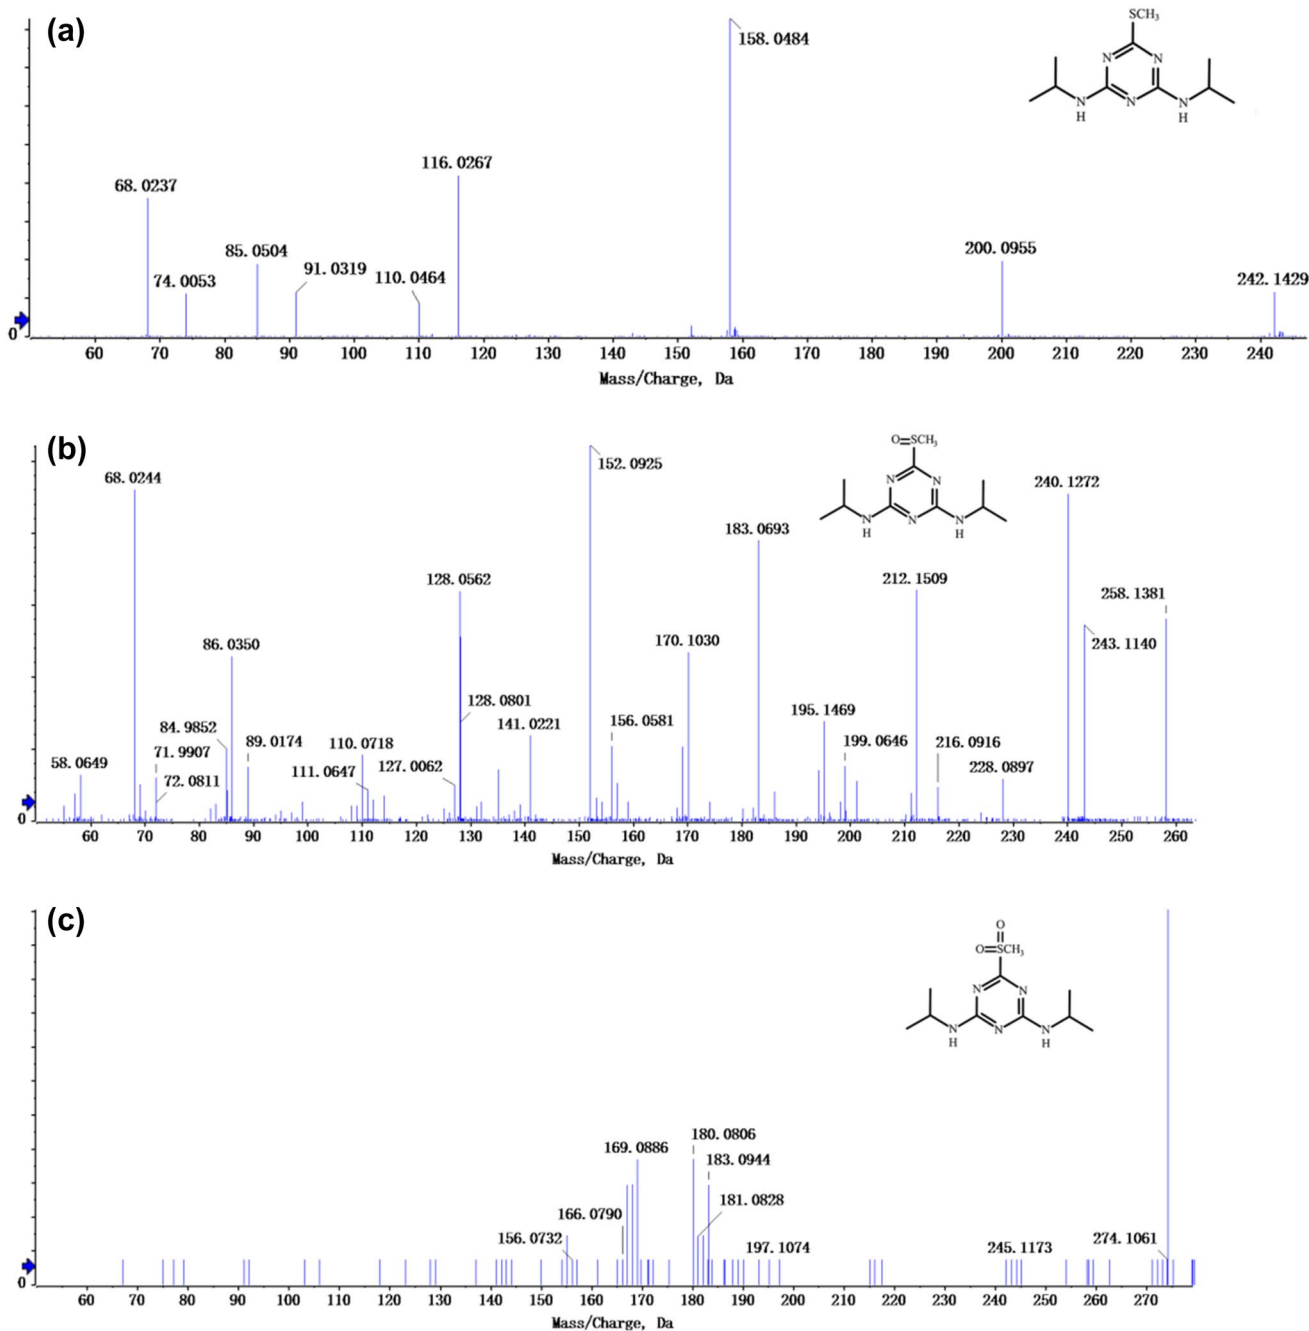 (a)
SCH3
158.0484
N N
N
N N
H H
116.0267
68.0237
85.0504
91.0319
74.0053
110.0464
200.0955
242.1429
0
60 70 80 90 100 110 120 130 140 150 160 170 180 190 200 210 220 230 240
Mass/Charge, Da
(b)
O=SCH3
N N
N
N N
H H
68.0244
152.0925
240.1272
183.0693
128.0562
212.1509
258.1381
86.0350
170.1030
243.1140
128.0801
195.1469
84.9852
141.0221
156.0581
199.0646
216.0916
58.0649
71.9907
89.0174
110.0718
127.0062
228.0897
72.0811
111.0647
0
60 70 80 90 100 110 120 130 140 150 160 170 180 190 200 210 220 230 240 250 260
Mass/Charge, Da
(c)
O
O=SCH3
N N
N
N N
H H
180.0806
169.0886
183.0944
181.0828
166.0790
156.0732
197.1074
245.1173
274.1061
0
60 70 80 90 100 110 120 130 140 150 160 170 180 190 200 210 220 230 240 250 260 270
Mass/Charge, Da